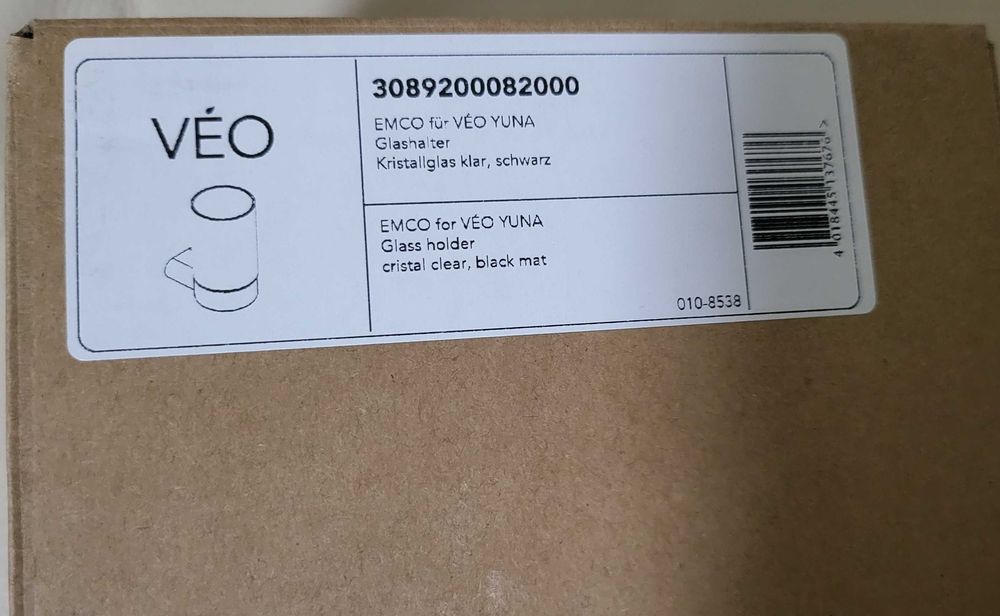 VÉO
3089200082000
EMCO für VÉO YUNA
Glashalter
Kristallglas klar, schwarz
EMCO for VÉO YUNA
Glass holder
cristal clear, black mat
010-8538